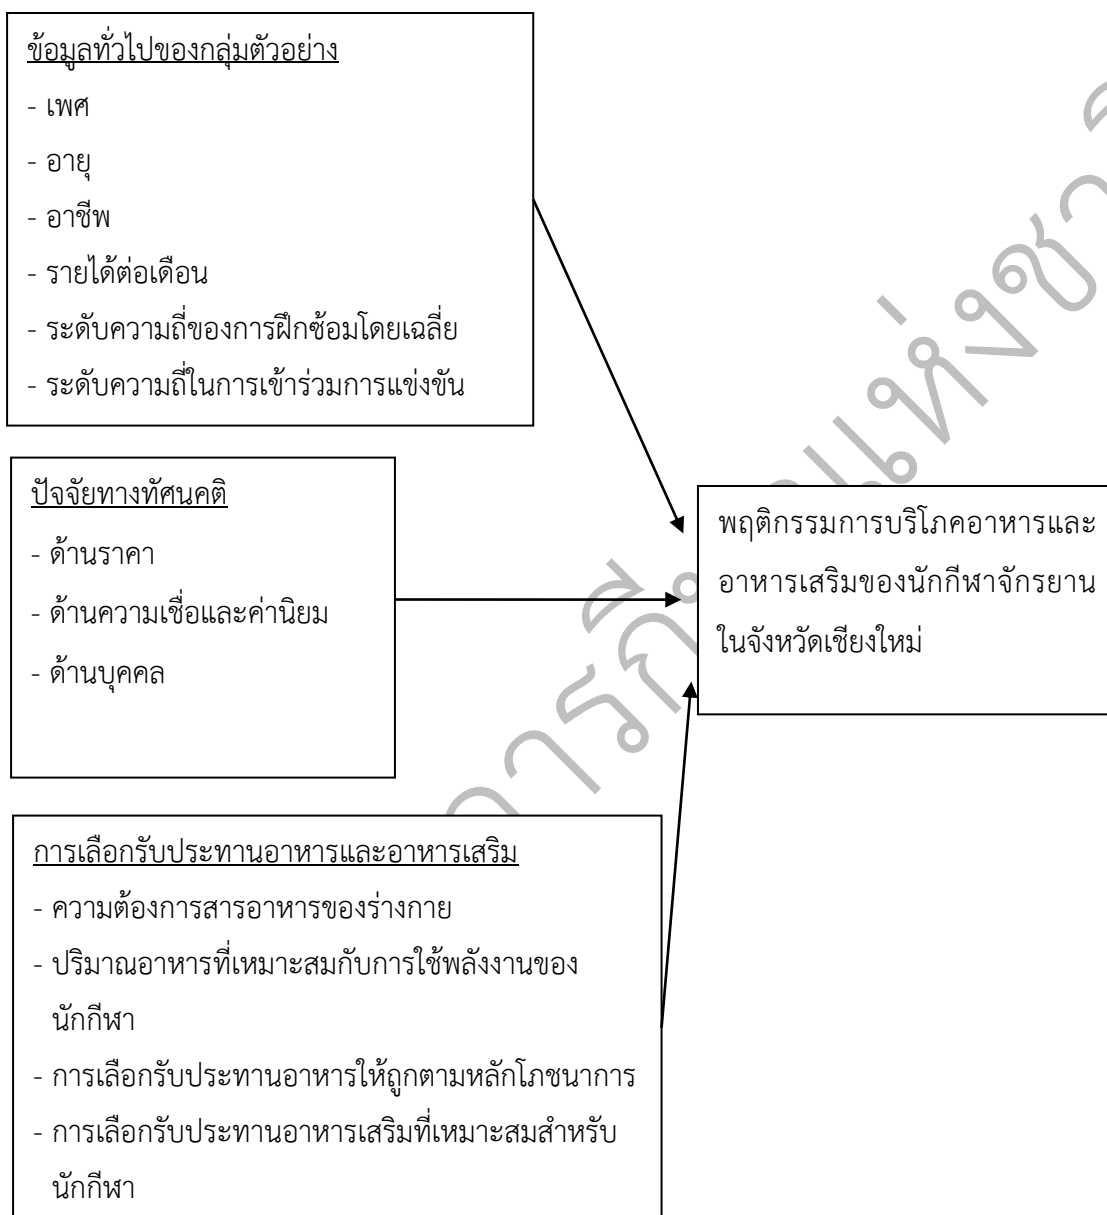 ข้อมูลทั่วไปของกลุ่มตัวอย่าง
- เพศ
- อายุ
- อาชีพ
- รายได้ต่อเดือน
- ระดับความถี่ของการฝึกซ้อมโดยเฉลี่ย
- ระดับความถี่ในการเข้าร่วมการแข่งขัน
ปัจจัยทางทัศนคติ
- ด้านราคา
- ด้านความเชื่อและค่านิยม
- ด้านบุคคล
พฤติกรรมการบริโภคอาหารและ
อาหารเสริมของนักกีฬาจักรยาน
ในจังหวัดเชียงใหม่
การเลือกรับประทานอาหารและอาหารเสริม
- ความต้องการสารอาหารของร่างกาย
- ปริมาณอาหารที่เหมาะสมกับการใช้พลังงานของ
นักกีฬา
- การเลือกรับประทานอาหารให้ถูกตามหลักโภชนาการ
- การเลือกรับประทานอาหารเสริมที่เหมาะสมสำหรับ
นักกีฬา